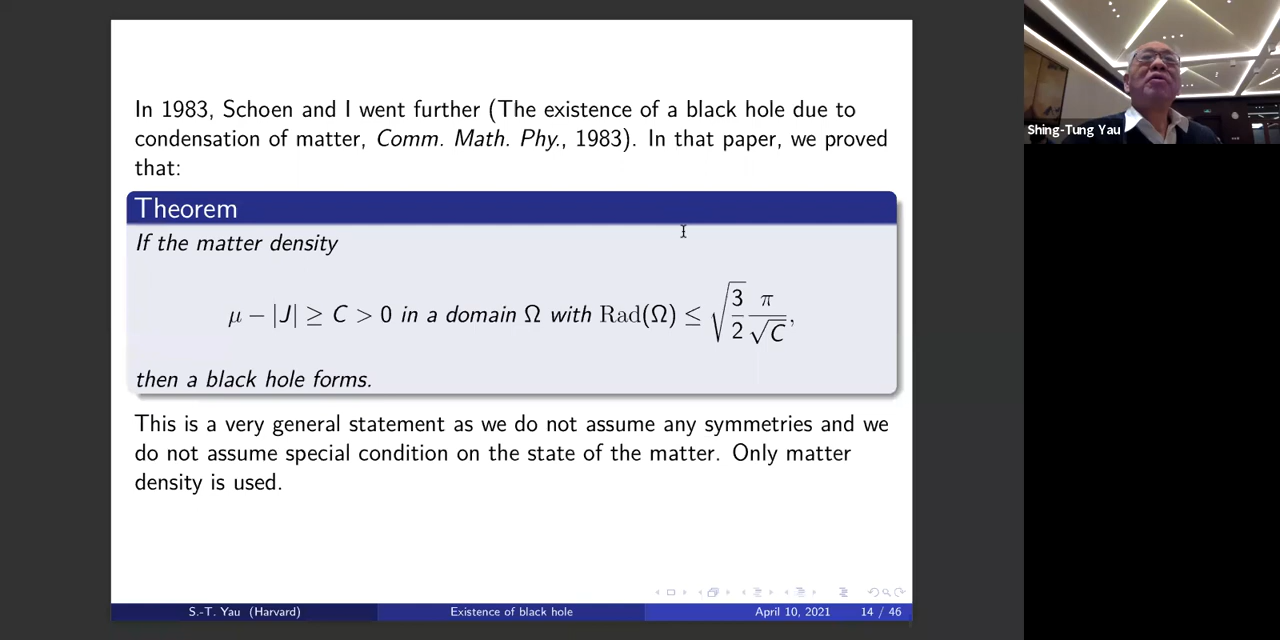 In 1983, Schoen and I went further (The existence of a black hole due to
condensation of matter, Comm. Math. Phy., 1983). In that paper, we proved
that:
Theorem
If the matter density
μ − |J| ≥ C > 0 in a domain Ω with Rad(Ω) ≤ √(3/2) π/√C,
then a black hole forms.
This is a very general statement as we do not assume any symmetries and we
do not assume special condition on the state of the matter. Only matter
density is used.
S.-T. Yau (Harvard) Existence of black hole April 10, 2021 14 / 46
Shing-Tung Yau